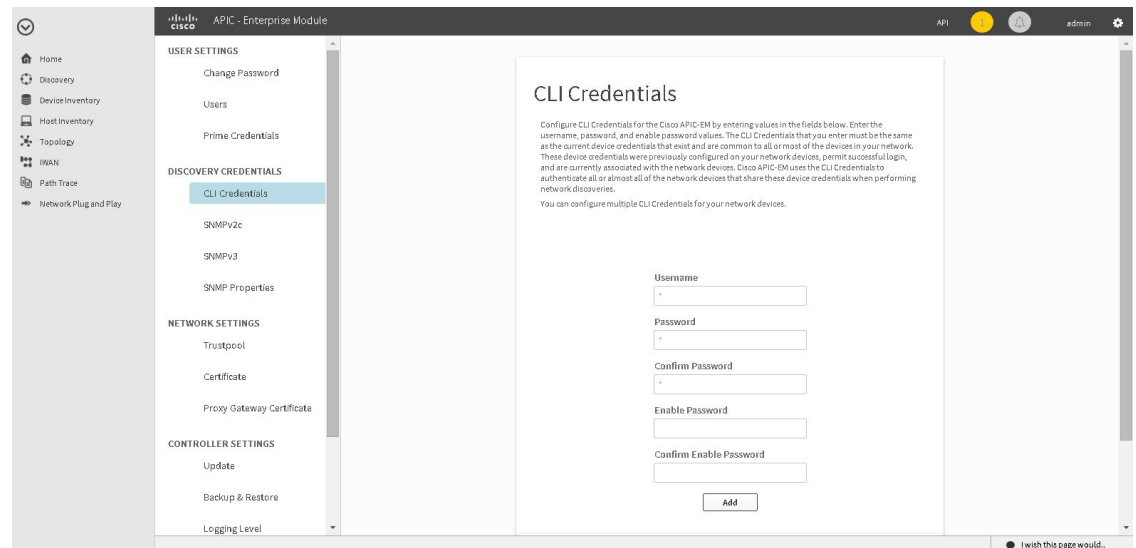 cisco APIC - Enterprise Module
API 1 admin
Home
Discovery
Device Inventory
Host Inventory
Topology
IWAN
Path Trace
Network Plug and Play
USER SETTINGS
Change Password
Users
Prime Credentials
DISCOVERY CREDENTIALS
CLI Credentials
SNMPv2c
SNMPv3
SNMP Properties
NETWORK SETTINGS
Trustpool
Certificate
Proxy Gateway Certificate
CONTROLLER SETTINGS
Update
Backup & Restore
Logging Level
CLI Credentials
Configure CLI Credentials for the Cisco APIC-EM by entering values in the fields below. Enter the
username, password, and enable password values. The CLI Credentials that you enter must be the same
as the current device credentials that exist and are common to all or most of the devices in your network.
These device credentials were previously configured on your network devices, permit successful login,
and are currently associated with the network devices. Cisco APIC-EM uses the CLI Credentials to
authenticate all or almost all of the network devices that share these device credentials when performing
network discoveries.
You can configure multiple CLI Credentials for your network devices.
Username
*
Password
*
Confirm Password
*
Enable Password
Confirm Enable Password
Add
I wish this page would..